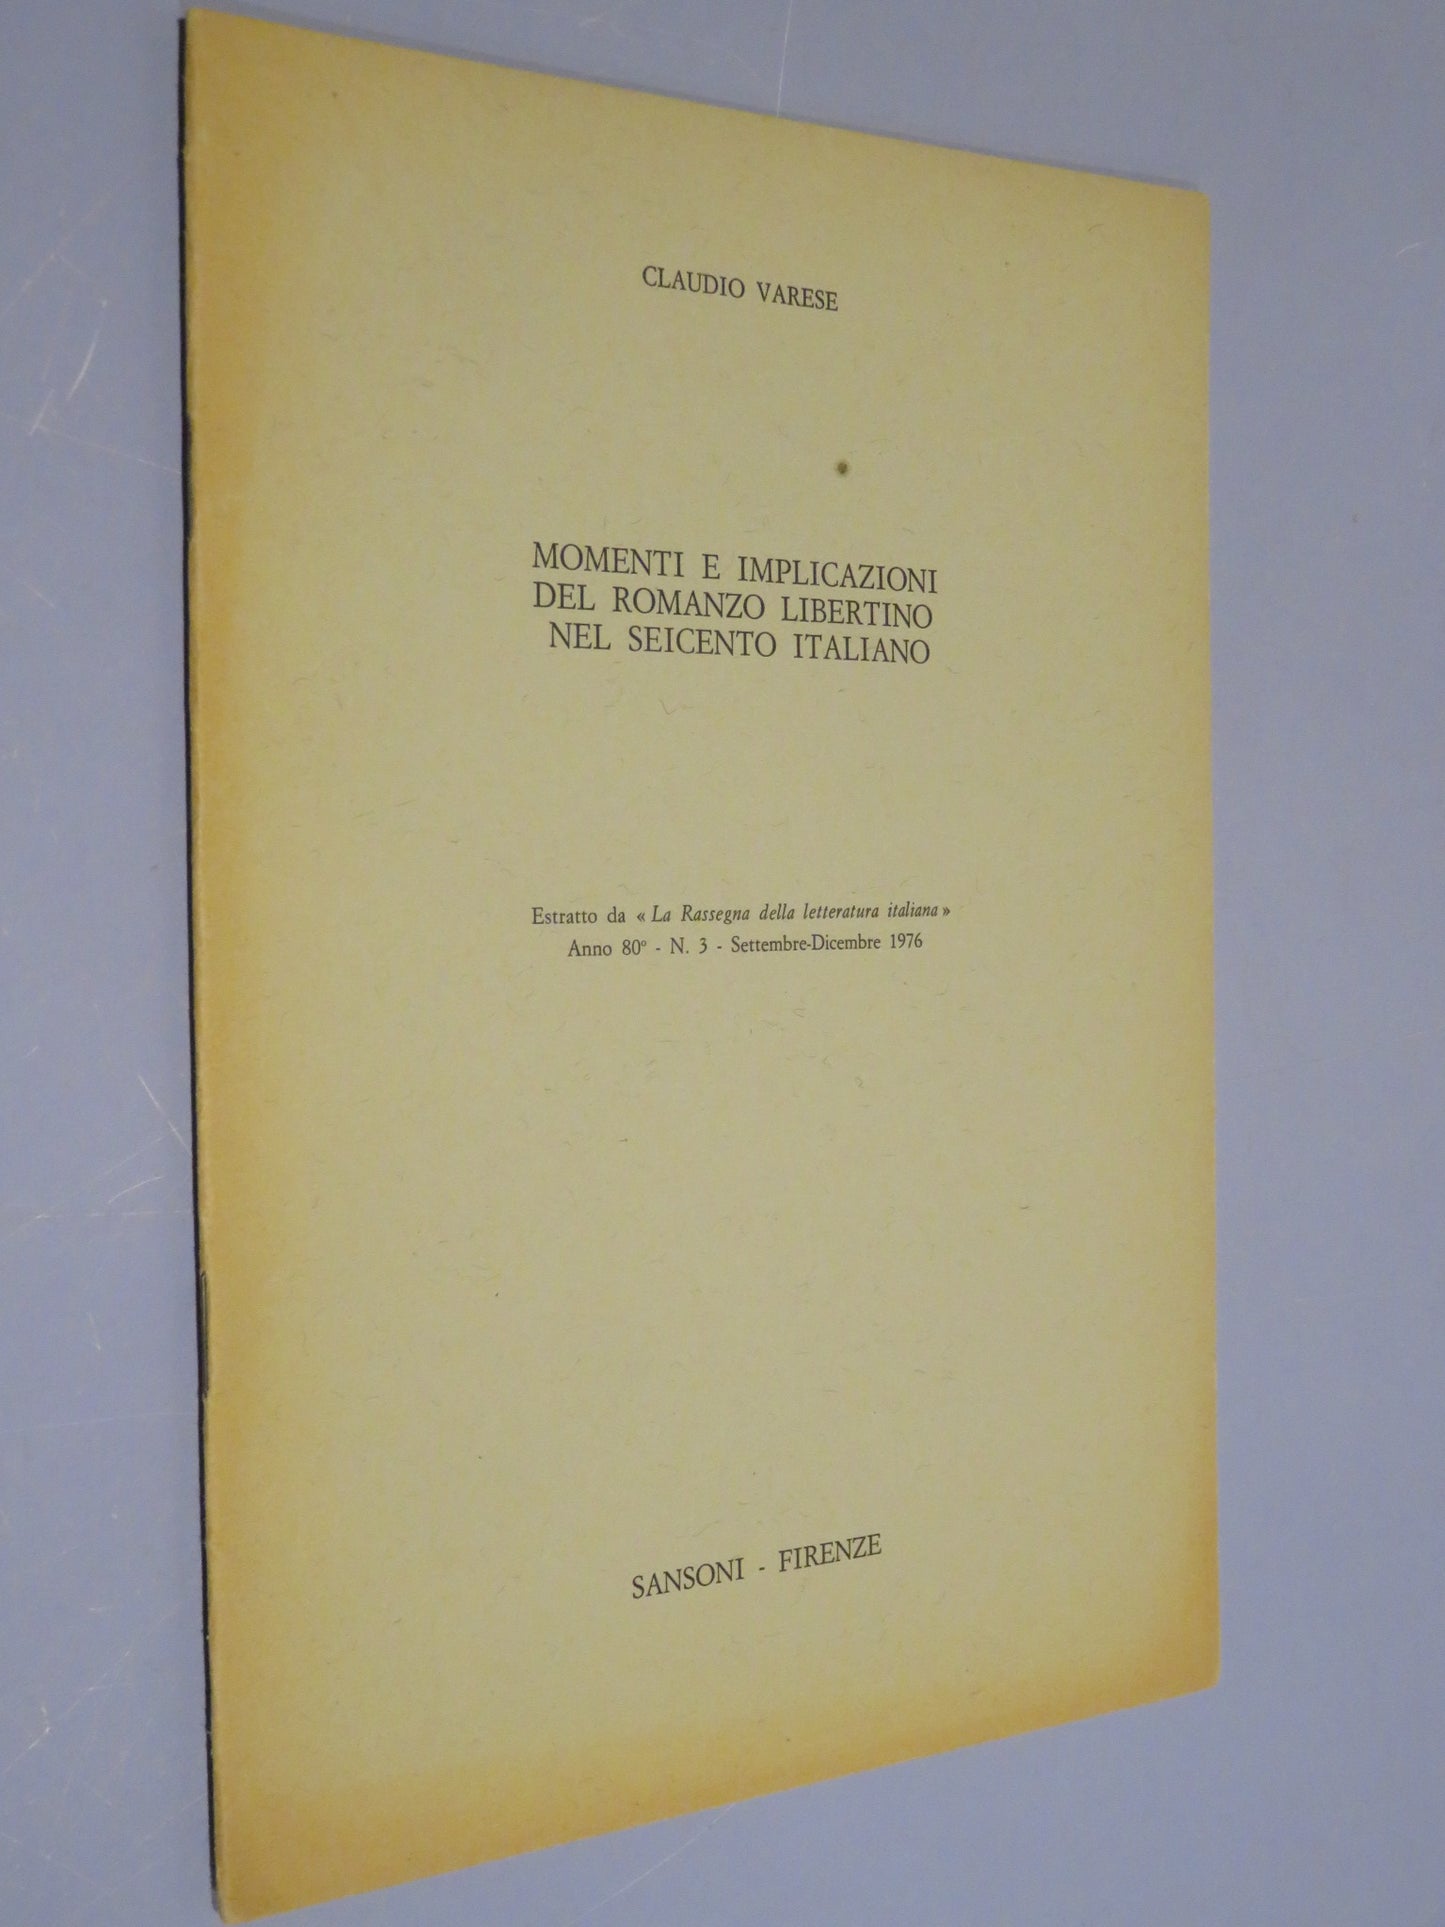 CLAUDIO VARESE
MOMENTI E IMPLICAZIONI
DEL ROMANZO LIBERTINO
NEL SEICENTO ITALIANO
Estratto da « La Rassegna della letteratura italiana »
Anno 80° - N. 3 - Settembre-Dicembre 1976
SANSONI - FIRENZE